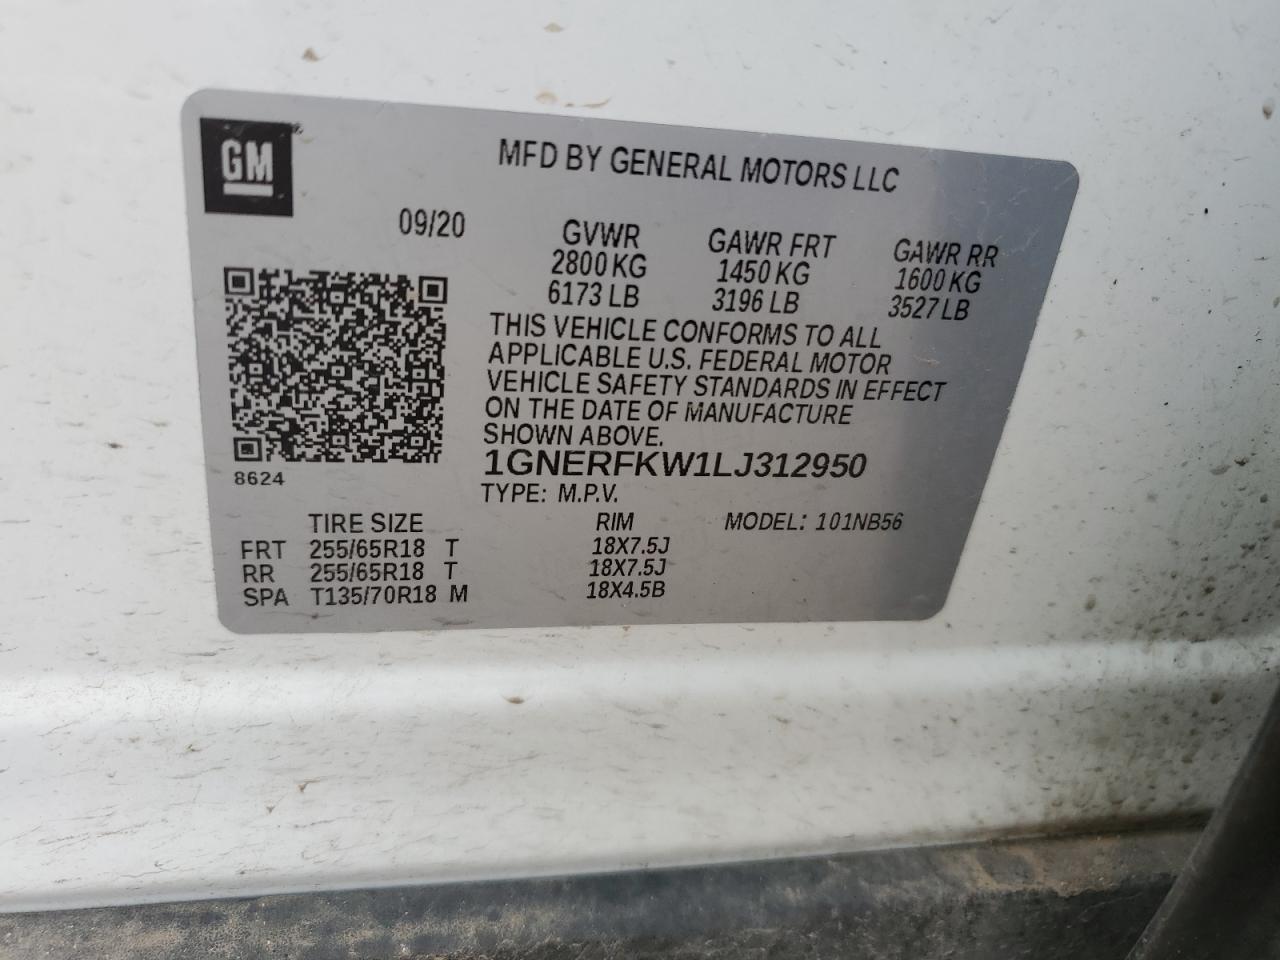 GM
MFD BY GENERAL MOTORS LLC
09/20
GVWR GAWR FRT GAWR RR
2800 KG 1450 KG 1600 KG
6173 LB 3196 LB 3527 LB
THIS VEHICLE CONFORMS TO ALL
APPLICABLE U.S. FEDERAL MOTOR
VEHICLE SAFETY STANDARDS IN EFFECT
ON THE DATE OF MANUFACTURE
SHOWN ABOVE.
1GNERFKW1LJ312950
8624
TYPE: M.P.V.
TIRE SIZE RIM MODEL: 101NB56
FRT 255/65R18 T 18X7.5J
RR 255/65R18 T 18X7.5J
SPA T135/70R18 M 18X4.5B